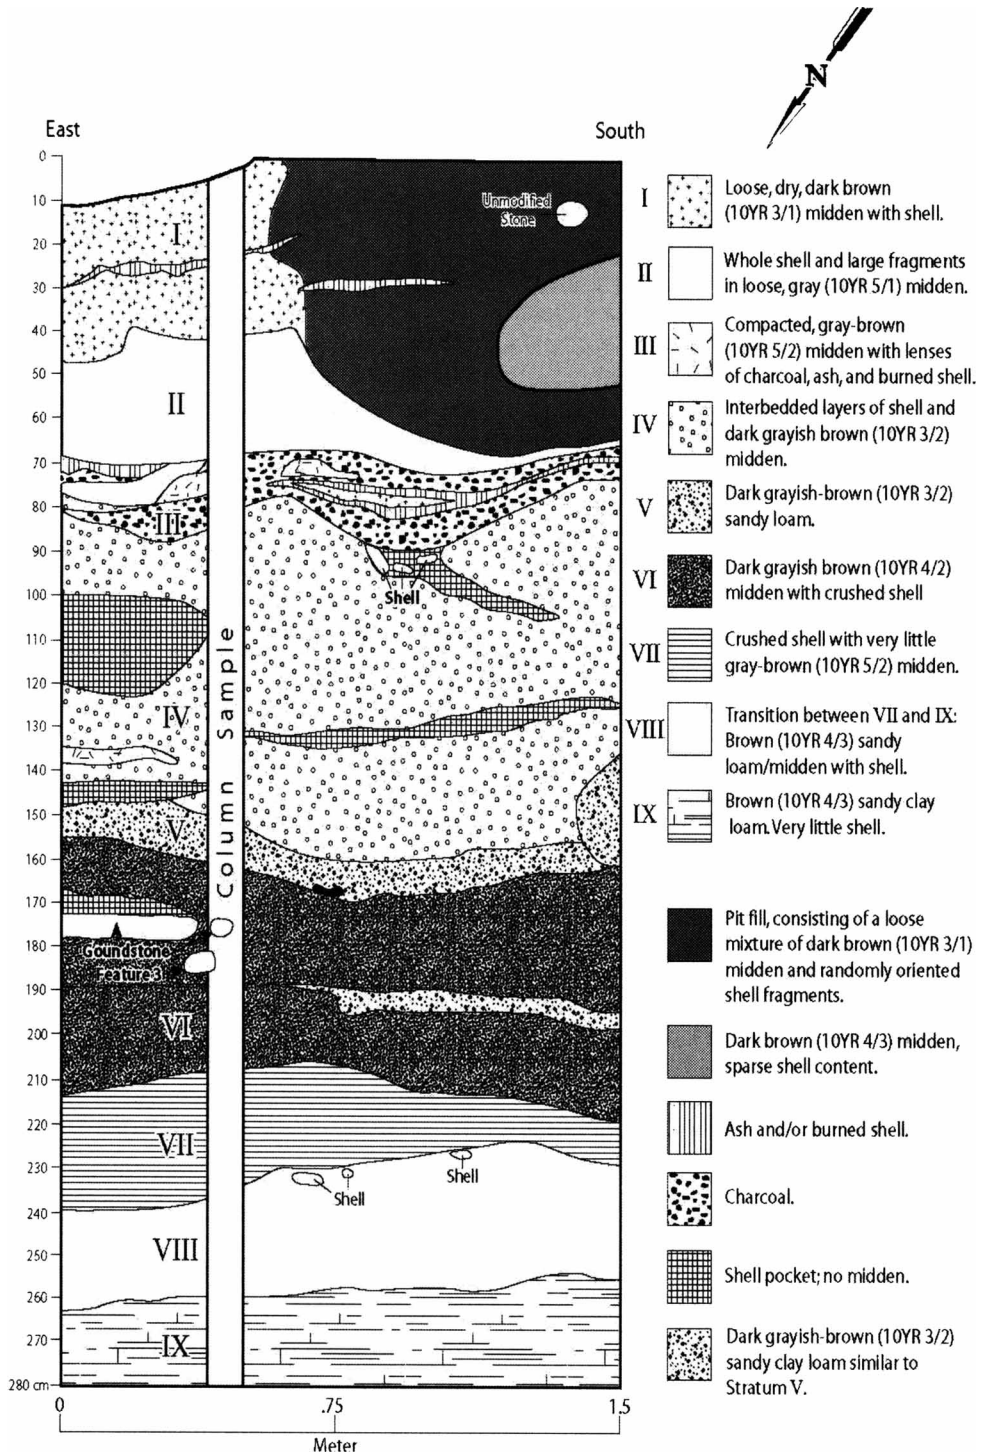 N
East
South
0
10
20
30
40
50
60
70
80
90
100
110
120
130
140
150
160
170
180
190
200
210
220
230
240
250
260
270
280 cm
I
II
III
IV
V
VI
VII
VIII
IX
Unmodified
Stone
Shell
Column Sample
Goundstone
Feature 3
Shell
Shell
0
.75
1.5
Meter
I
Loose, dry, dark brown
(10YR 3/1) midden with shell.
II
Whole shell and large fragments
in loose, gray (10YR 5/1) midden.
III
Compacted, gray-brown
(10YR 5/2) midden with lenses
of charcoal, ash, and burned shell.
IV
Interbedded layers of shell and
dark grayish brown (10YR 3/2)
midden.
V
Dark grayish-brown (10YR 3/2)
sandy loam.
VI
Dark grayish brown (10YR 4/2)
midden with crushed shell
VII
Crushed shell with very little
gray-brown (10YR 5/2) midden.
VIII
Transition between VII and IX:
Brown (10YR 4/3) sandy
loam/midden with shell.
IX
Brown (10YR 4/3) sandy clay
loam. Very little shell.
Pit fill, consisting of a loose
mixture of dark brown (10YR 3/1)
midden and randomly oriented
shell fragments.
Dark brown (10YR 4/3) midden,
sparse shell content.
Ash and/or burned shell.
Charcoal.
Shell pocket; no midden.
Dark grayish-brown (10YR 3/2)
sandy clay loam similar to
Stratum V.